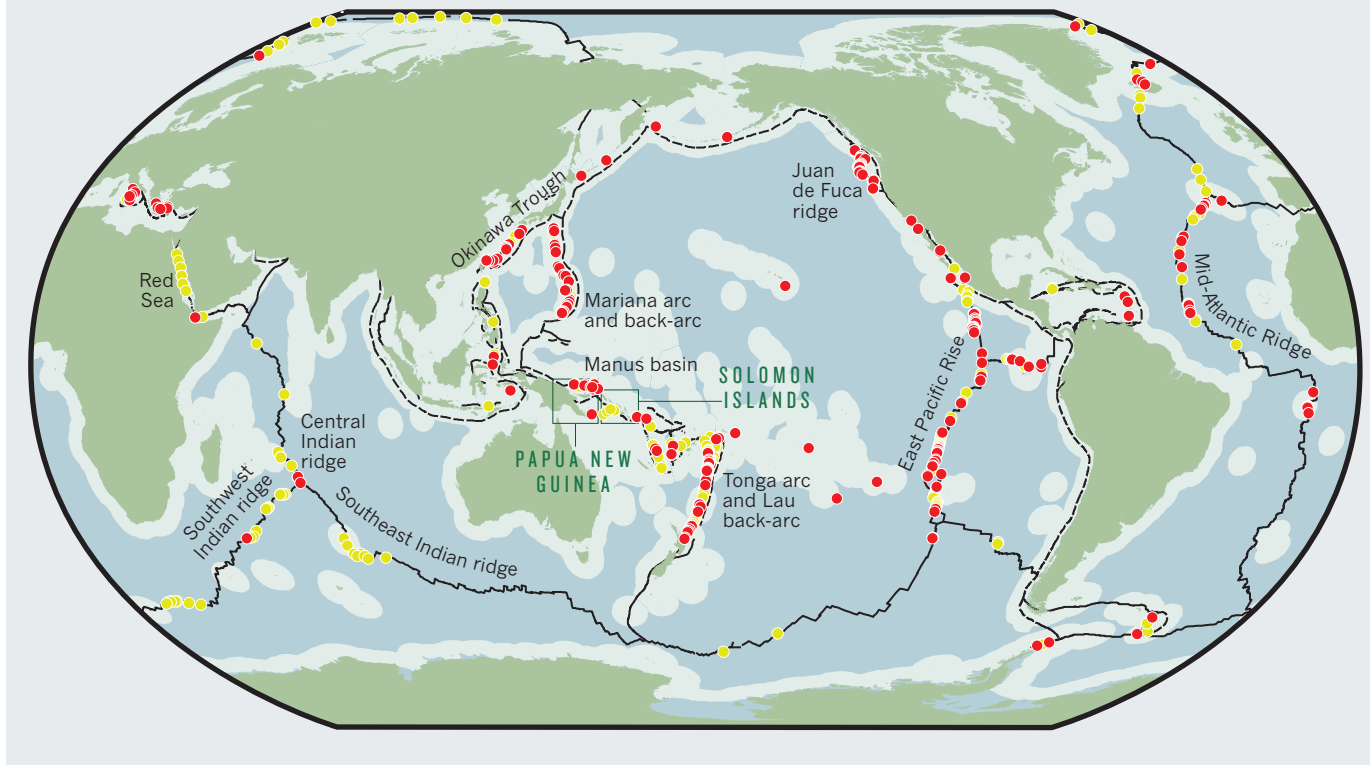 Juan
de Fuca
ridge
Okinawa Trough
Red
Sea
Mid-Atlantic Ridge
Mariana arc
and back-arc
Manus basin
SOLOMON
ISLANDS
East Pacific Rise
Central
Indian
ridge
PAPUA NEW
GUINEA
Southwest
Indian ridge
Southeast Indian ridge
Tonga arc
and Lau
back-arc